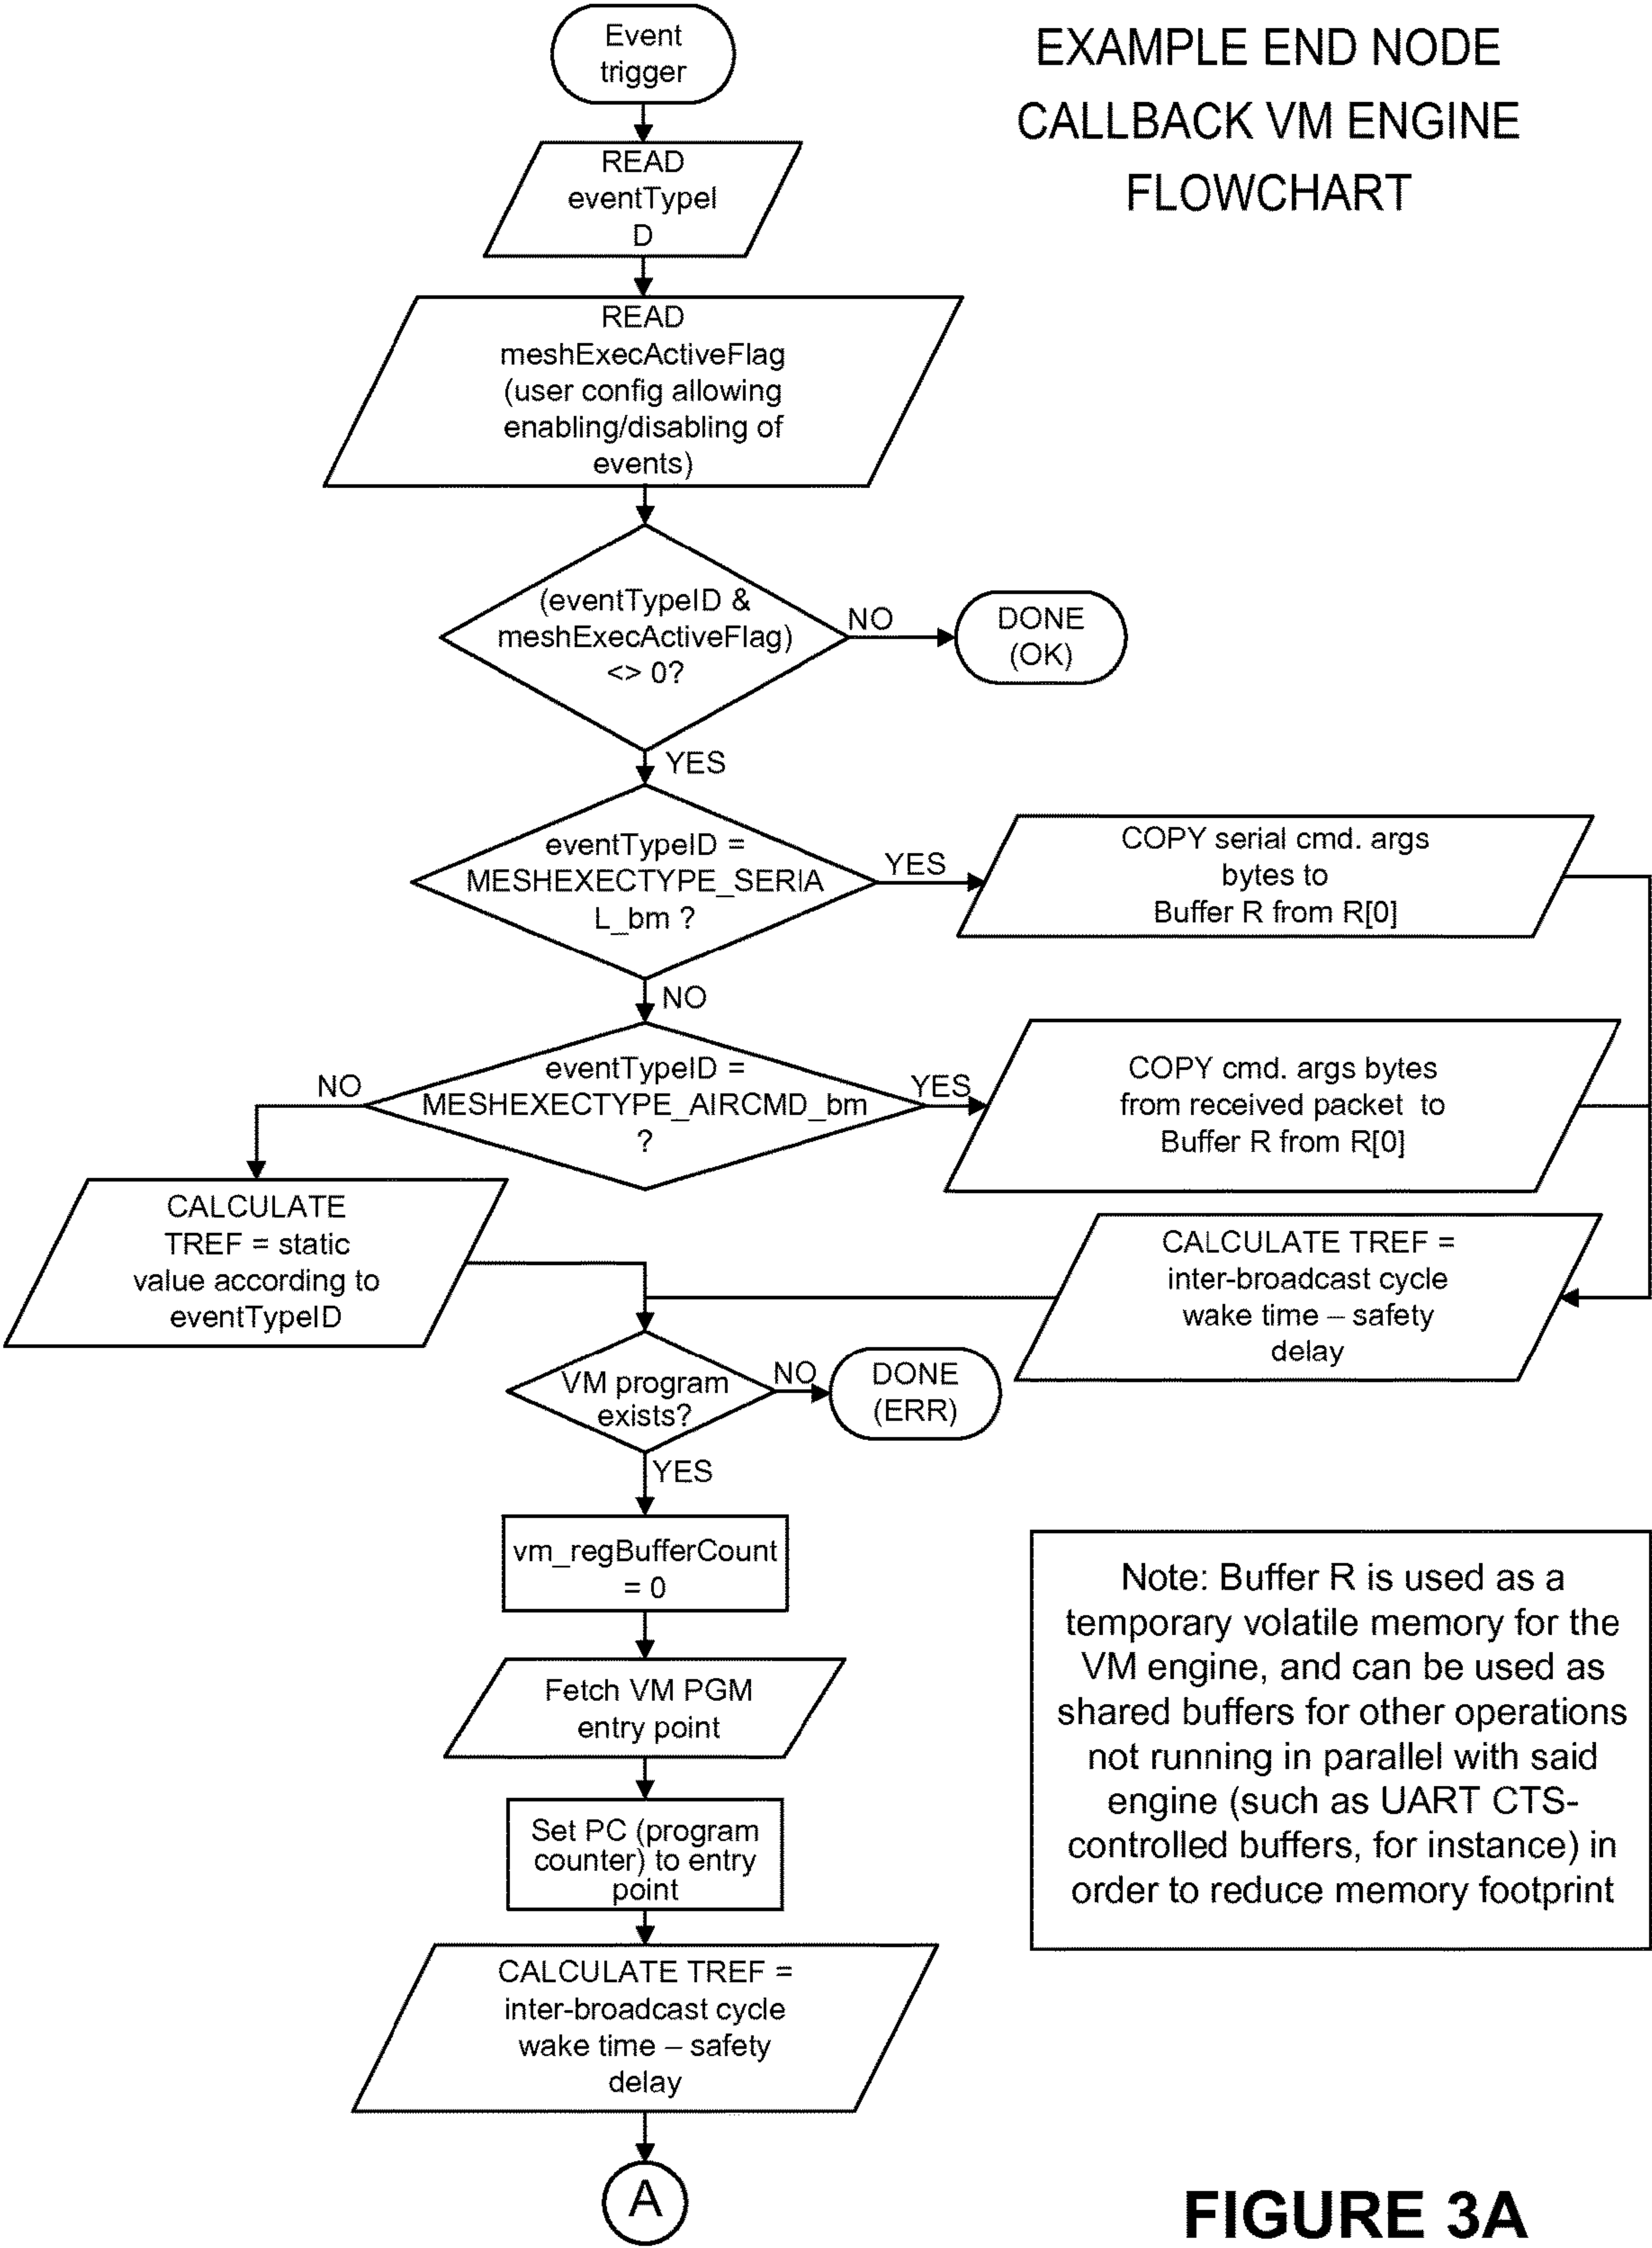 Event
trigger
EXAMPLE END NODE
CALLBACK VM ENGINE
FLOWCHART
READ
eventTypeI
D
READ
meshExecActiveFlag
(user config allowing
enabling/disabling of
events)
(eventTypeID &
meshExecActiveFlag)
<> 0?
NO
DONE
(OK)
YES
eventTypeID =
MESHEXECTYPE_SERIA
L_bm ?
YES
COPY serial cmd. args
bytes to
Buffer R from R[0]
NO
eventTypeID =
MESHEXECTYPE_AIRCMD_bm
?
NO
YES
COPY cmd. args bytes
from received packet to
Buffer R from R[0]
CALCULATE
TREF = static
value according to
eventTypeID
CALCULATE TREF =
inter-broadcast cycle
wake time – safety
delay
VM program
exists?
NO
DONE
(ERR)
YES
vm_regBufferCount
= 0
Fetch VM PGM
entry point
Set PC (program
counter) to entry
point
CALCULATE TREF =
inter-broadcast cycle
wake time – safety
delay
A
Note: Buffer R is used as a
temporary volatile memory for the
VM engine, and can be used as
shared buffers for other operations
not running in parallel with said
engine (such as UART CTS-
controlled buffers, for instance) in
order to reduce memory footprint
FIGURE 3A